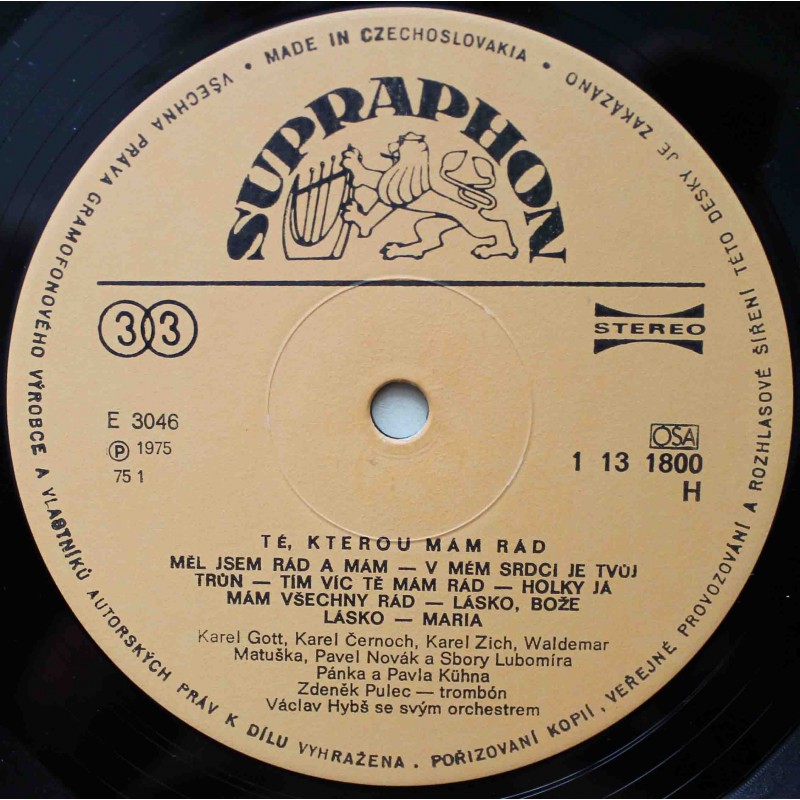 MADE IN CZECHOSLOVAKIA •
VŠECHNA PRÁVA GRAMOFONOVÉHO VÝROBCE A VLASTNÍKŮ AUTORSKÝCH PRÁV K DÍLU VYHRAŽENA . POŘIZOVÁNÍ KOPIÍ, VEŘEJNÉ PROVOZOVÁNÍ A ROZHLASOVÉ ŠÍŘENÍ TÉTO DESKY JE ZAKÁZÁNO •
SUPRAPHON
33
STEREO
E 3046
Ⓟ 1975
75 1
OSA
1 13 1800
H
TÉ, KTEROU MÁM RÁD
MĚL JSEM RÁD A MÁM — V MÉM SRDCI JE TVŮJ
TRŮN — TÍM VÍC TĚ MÁM RÁD — HOLKY JÁ
MÁM VŠECHNY RÁD — LÁSKO, BOŽE
LÁSKO — MARIA
Karel Gott, Karel Černoch, Karel Zich, Waldemar
Matuška, Pavel Novák a Sbory Lubomíra
Pánka a Pavla Kühna
Zdeněk Pulec — trombón
Václav Hybš se svým orchestrem